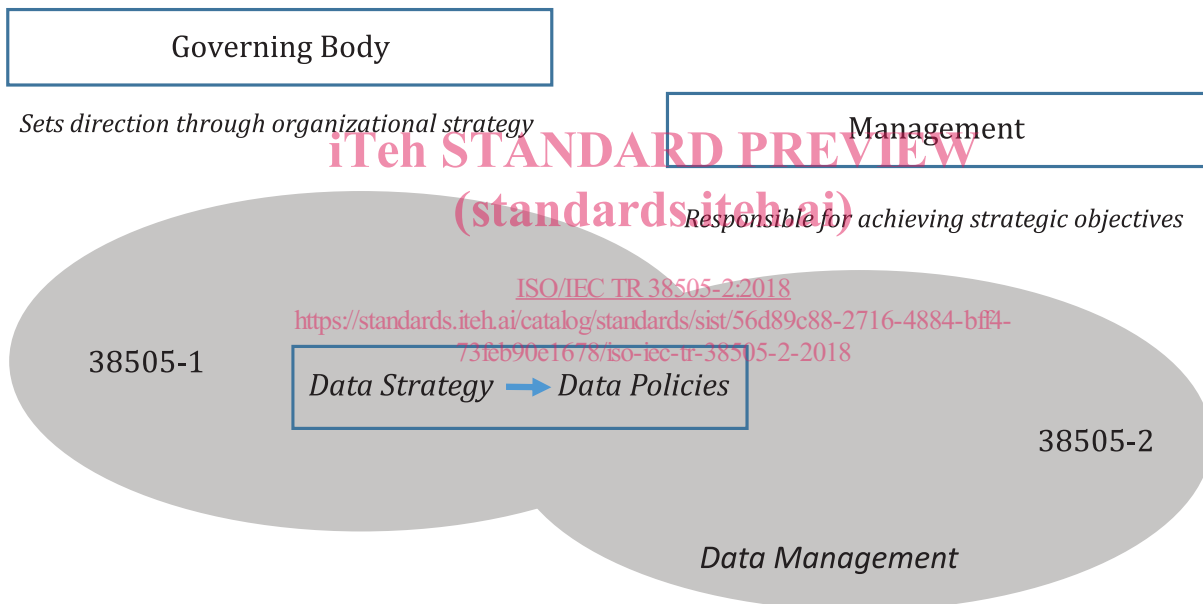 Governing Body
Sets direction through organizational strategy
Management
iTeh STANDARD PREVIEW
(standards.iteh.ai)
Responsible for achieving strategic objectives
ISO/IEC TR 38505-2:2018
https://standards.iteh.ai/catalog/standards/sist/56d89c88-2716-4884-bff4-
73feb90e1678/iso-iec-tr-38505-2-2018
38505-1
Data Strategy → Data Policies
38505-2
Data Management